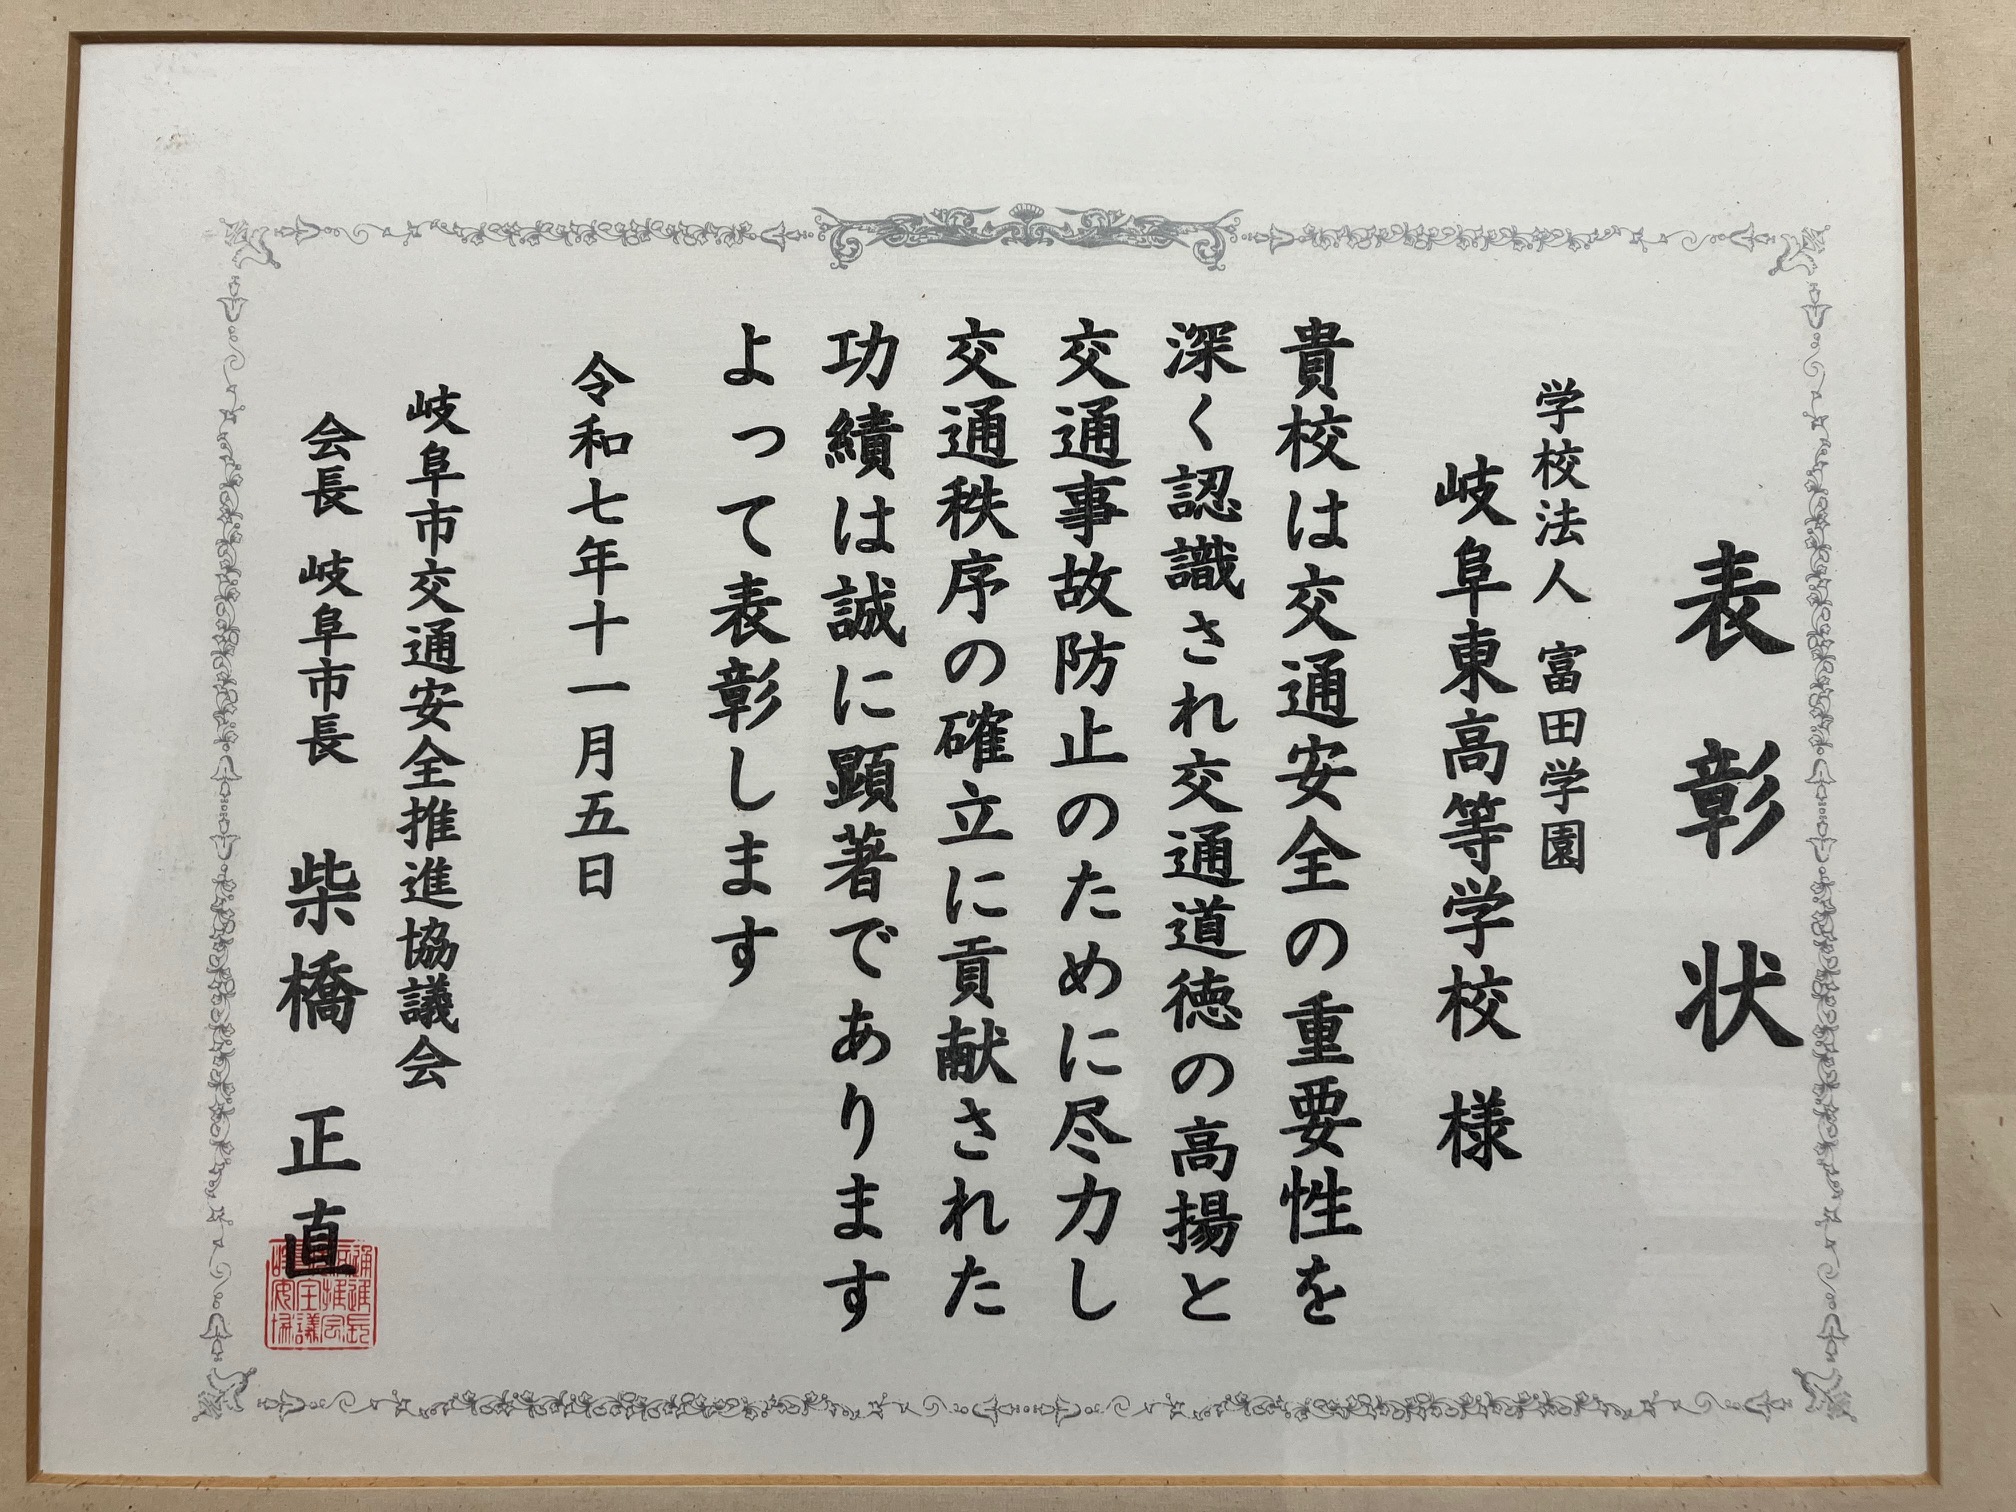 表彰状
学校法人 富田学園
岐阜東高等学校 様
貴校は交通安全の重要性を
深く認識され交通道徳の高揚と
交通事故防止のために尽力し
交通秩序の確立に貢献された
功績は誠に顕著であります
よって表彰します
令和七年十一月五日
岐阜市交通安全推進協議会
会長 岐阜市長 柴橋 正直